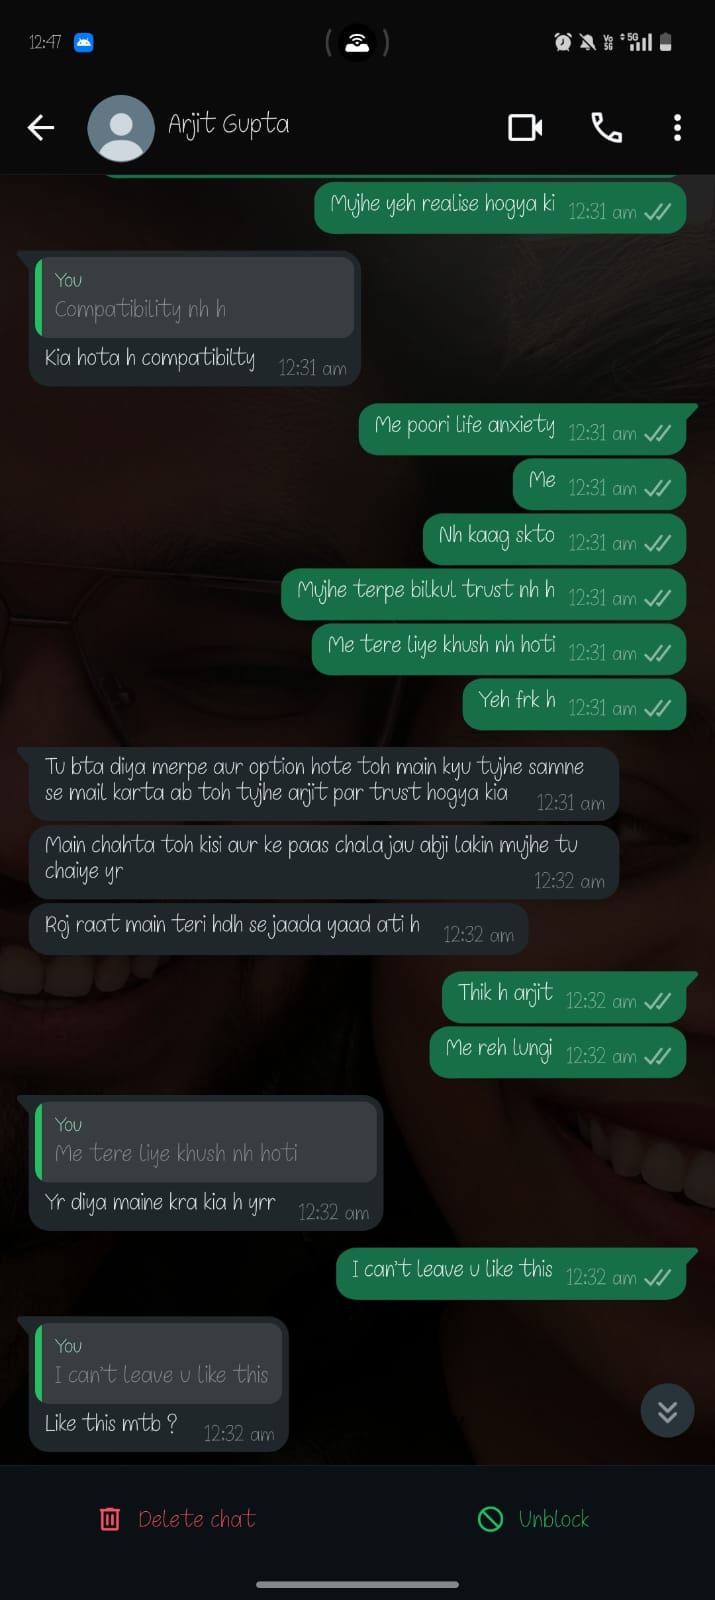 12:47
Vo
5G
5G
Arjit Gupta
Mujhe yeh realise hogya ki 12:31 am
You
Compatibility nh h
Kia hota h compatibilty 12:31 am
Me poori life anxiety 12:31 am
Me 12:31 am
Nh kaag skto 12:31 am
Mujhe terpe bilkul trust nh h 12:31 am
Me tere liye khush nh hoti 12:31 am
Yeh frk h 12:31 am
Tu bta diya merpe aur option hote toh main kyu tujhe samne
se mail karta ab toh tujhe arjit par trust hogya kia 12:31 am
Main chahta toh kisi aur ke paas chala jau abji lakin mujhe tu
chaiye yr 12:32 am
Roj raat main teri hdh se jaada yaad ati h 12:32 am
Thik h arjit 12:32 am
Me reh lungi 12:32 am
You
Me tere liye khush nh hoti
Yr diya maine kra kia h yrr 12:32 am
I can't leave u like this 12:32 am
You
I can't leave u like this
Like this mtb ? 12:32 am
Delete chat
Unblock